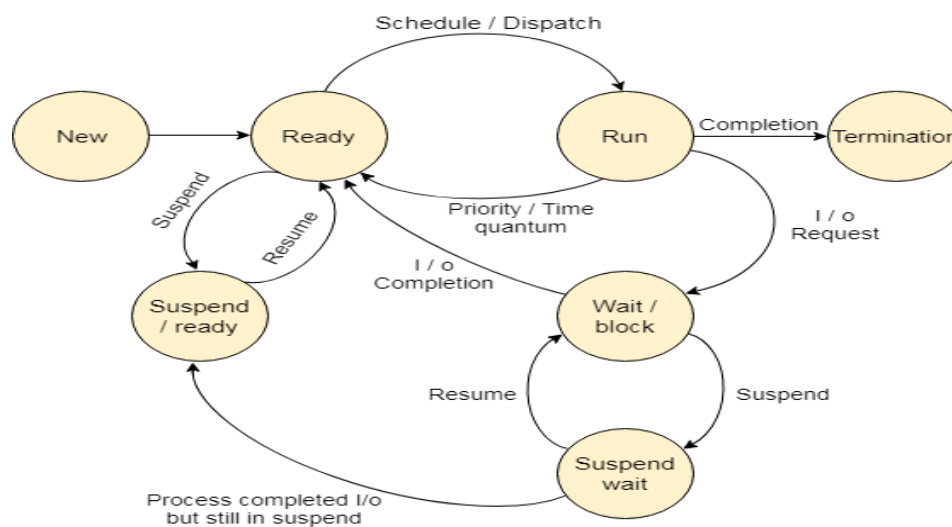 Schedule / Dispatch
New
Ready
Run
Completion
Termination
Suspend
Resume
Priority / Time
quantum
I / o
Request
I / o
Completion
Suspend
/ ready
Wait /
block
Resume
Suspend
Suspend
wait
Process completed I/o
but still in suspend